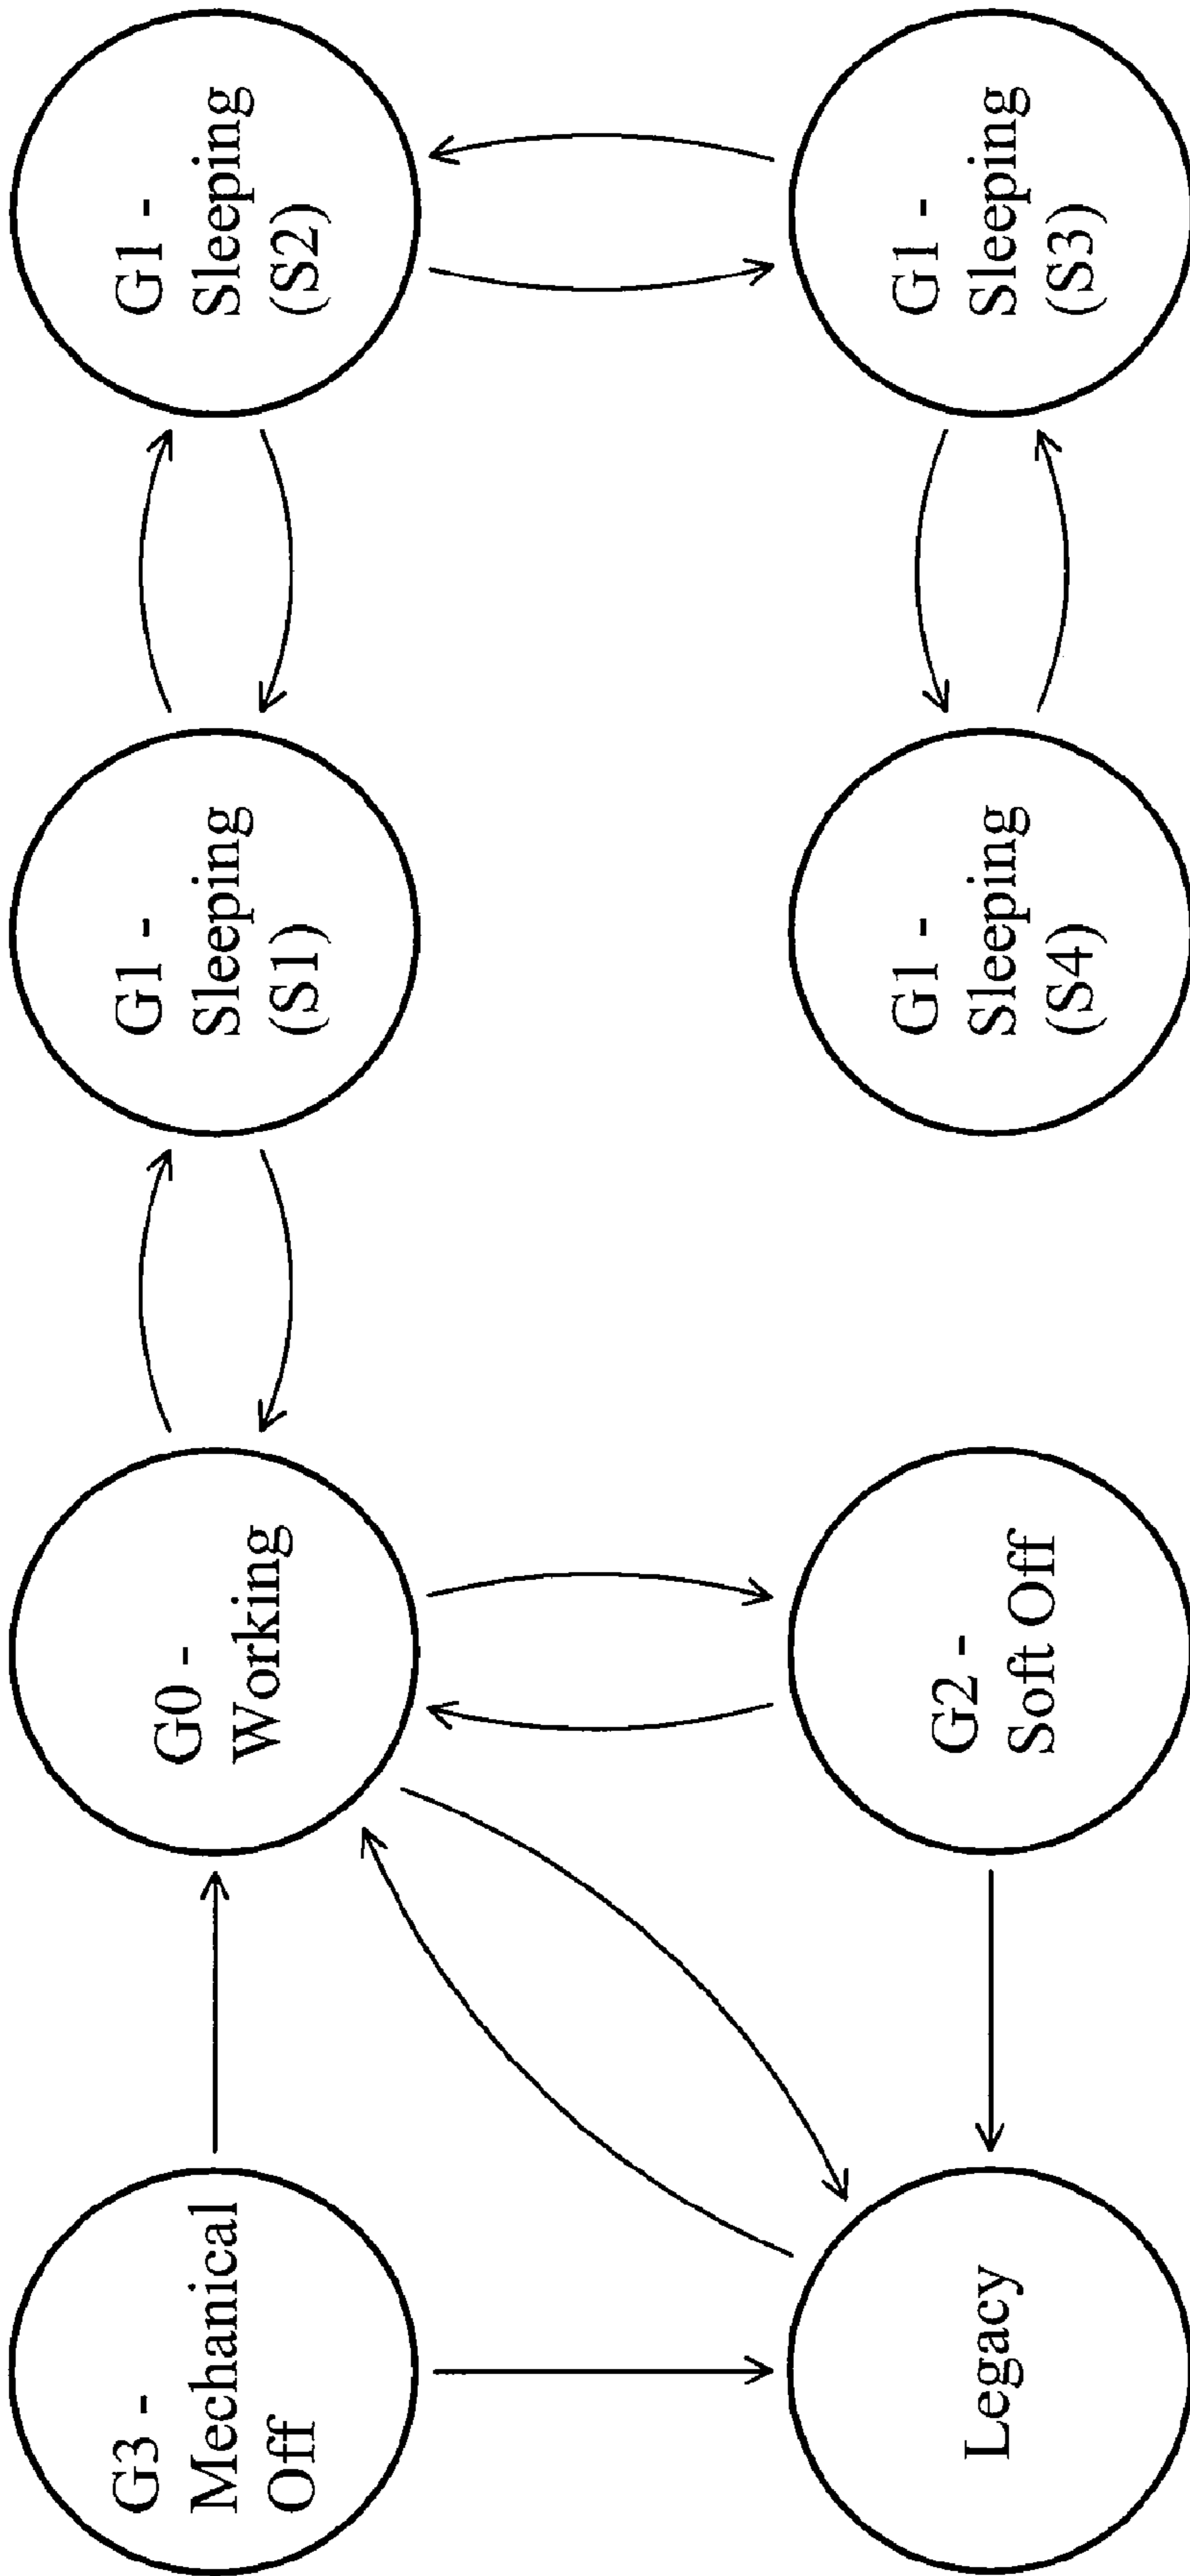 G3 -
Mechanical
Off
G0 -
Working
G1 -
Sleeping
(S1)
G1 -
Sleeping
(S2)
Legacy
G2 -
Soft Off
G1 -
Sleeping
(S4)
G1 -
Sleeping
(S3)